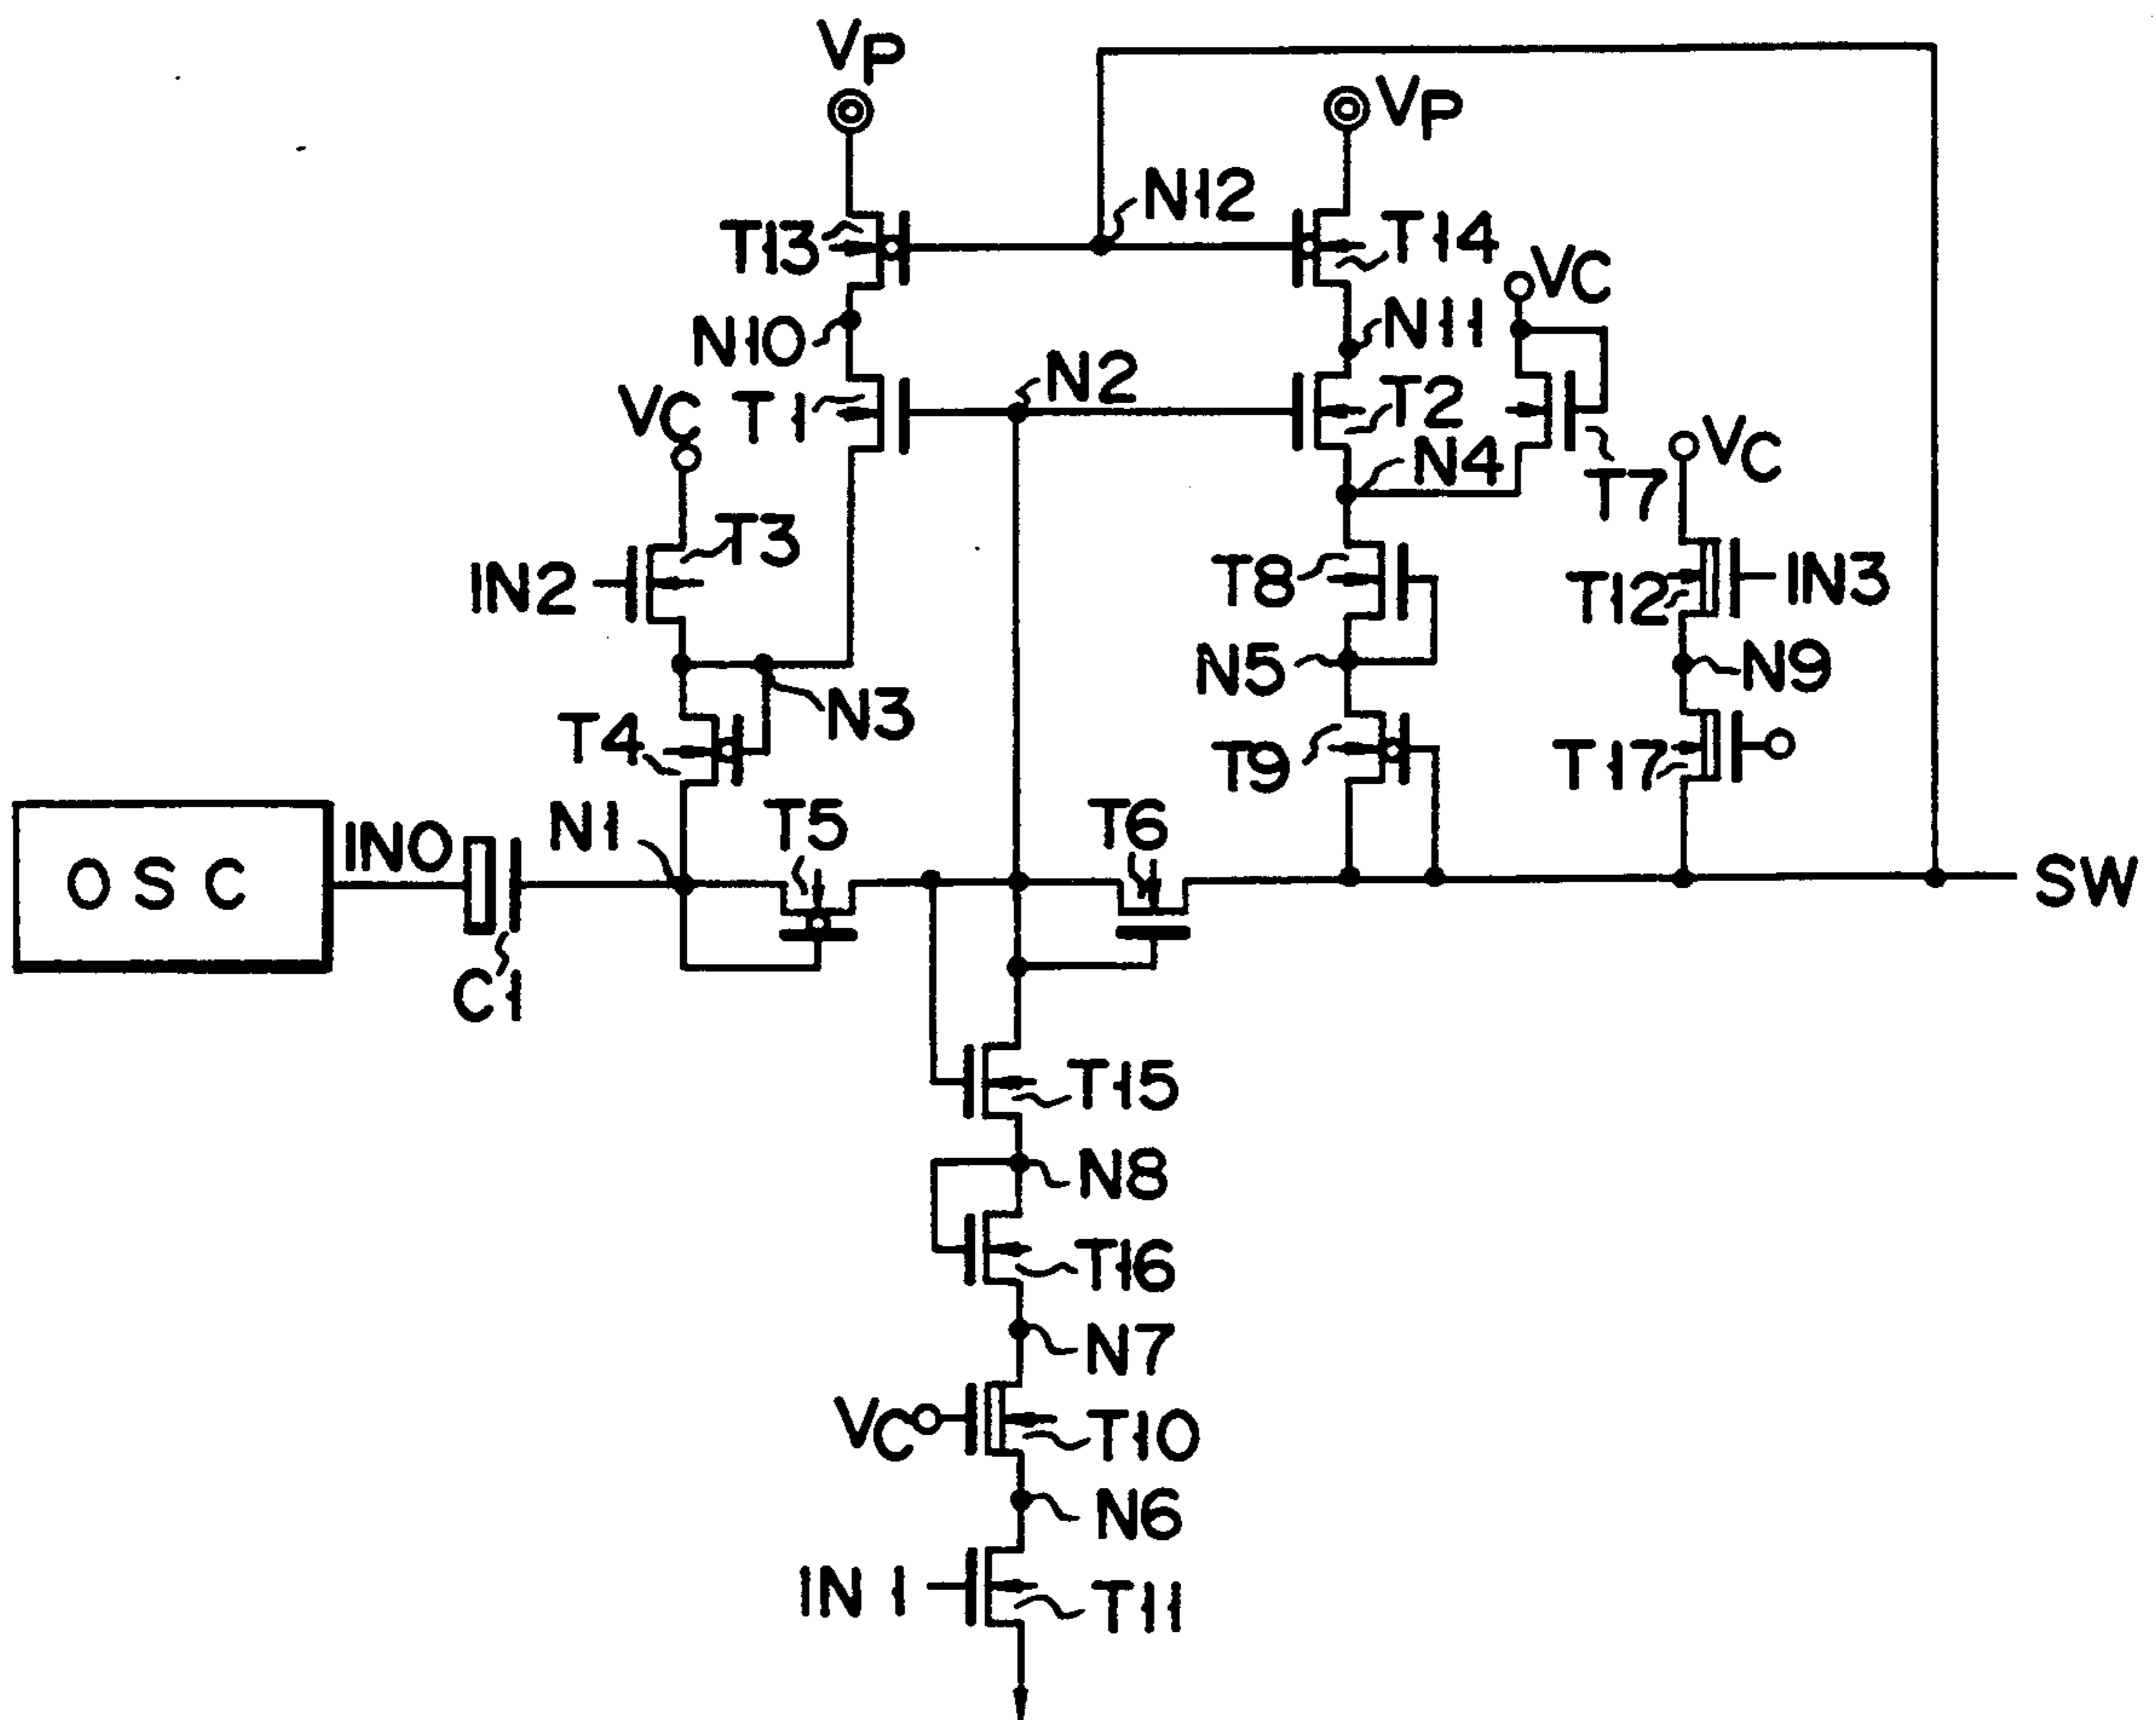 VP
VP
N12
T13
T14
VC
N10
N11
N2
VC
T1
T2
N4
T7
VC
T3
IN2
T8
T12
IN3
N5
N9
N3
T4
T9
T17
OSC
IN0
N1
T5
T6
SW
C1
T15
N8
T16
N7
VC
T10
N6
IN1
T11